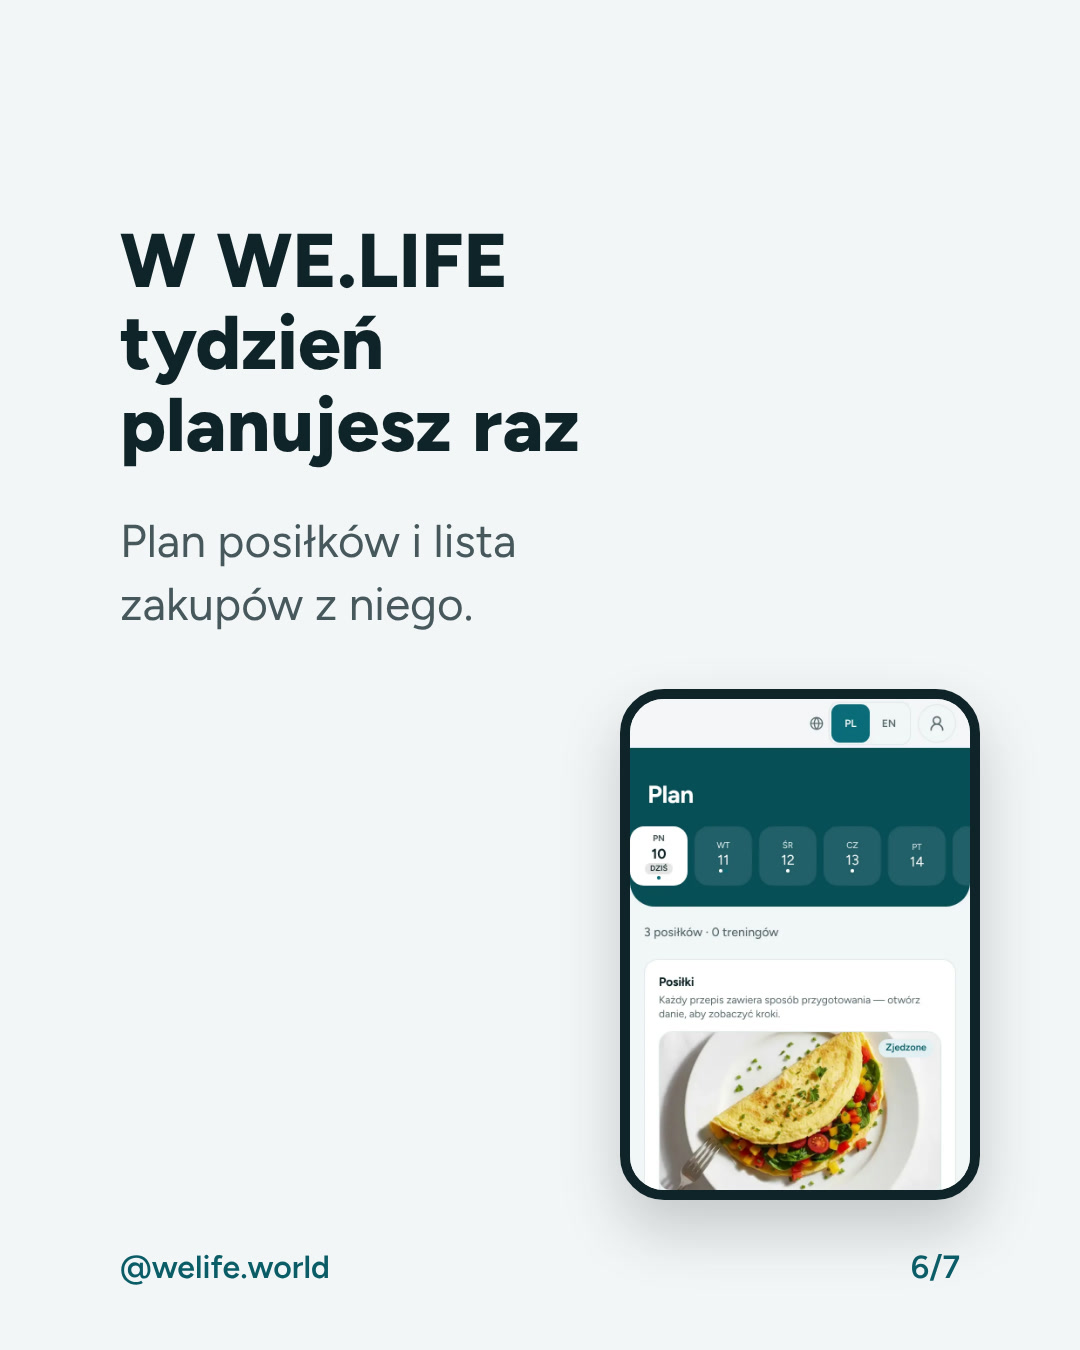 W WE.LIFE
tydzień
planujesz raz
Plan posiłków i lista
zakupów z niego.
PL EN
Plan
PN WT ŚR CZ PT
10 11 12 13 14
DZIŚ
3 posiłków · 0 treningów
Posiłki
Każdy przepis zawiera sposób przygotowania — otwórz
danie, aby zobaczyć kroki.
Zjedzone
@welife.world 6/7